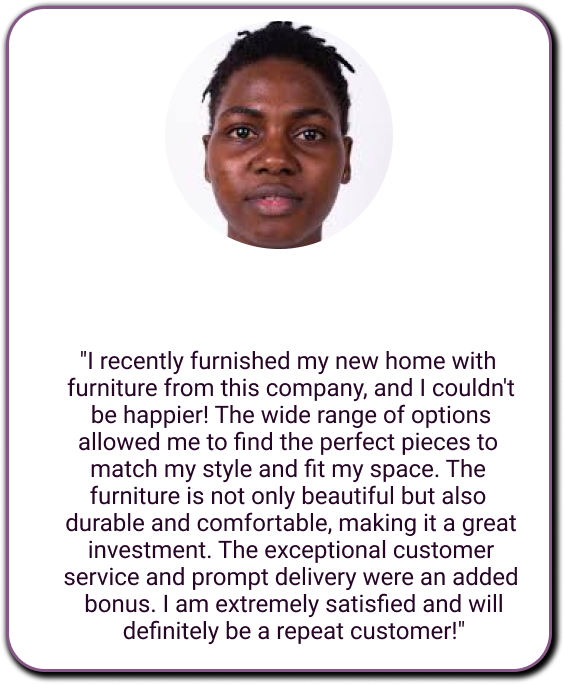 "I recently furnished my new home with
furniture from this company, and I couldn't
be happier! The wide range of options
allowed me to find the perfect pieces to
match my style and fit my space. The
furniture is not only beautiful but also
durable and comfortable, making it a great
investment. The exceptional customer
service and prompt delivery were an added
bonus. I am extremely satisfied and will
definitely be a repeat customer!"